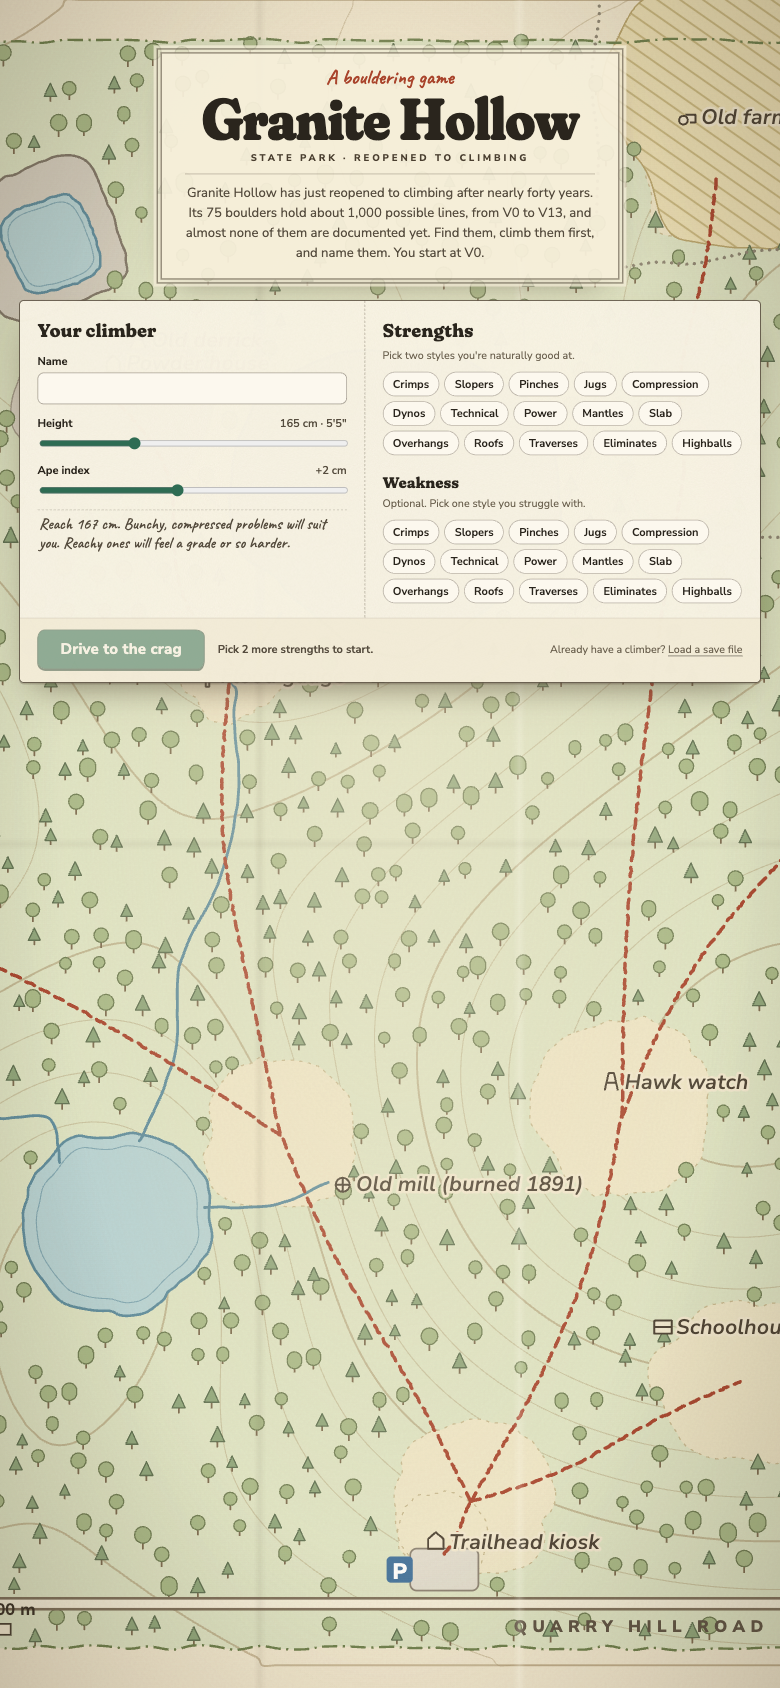 A bouldering game
Granite Hollow
STATE PARK · REOPENED TO CLIMBING
Granite Hollow has just reopened to climbing after nearly forty years.
Its 75 boulders hold about 1,000 possible lines, from V0 to V13, and
almost none of them are documented yet. Find them, climb them first,
and name them. You start at V0.
Old farm
Your climber
Name
Height 165 cm · 5'5"
Ape index +2 cm
Reach 167 cm. Bunchy, compressed problems will suit
you. Reachy ones will feel a grade or so harder.
Strengths
Pick two styles you're naturally good at.
Crimps Slopers Pinches Jugs Compression
Dynos Technical Power Mantles Slab
Overhangs Roofs Traverses Eliminates Highballs
Weakness
Optional. Pick one style you struggle with.
Crimps Slopers Pinches Jugs Compression
Dynos Technical Power Mantles Slab
Overhangs Roofs Traverses Eliminates Highballs
Drive to the crag
Pick 2 more strengths to start.
Already have a climber? Load a save file
Hawk watch
Old mill (burned 1891)
Schoolhou
Trailhead kiosk
P
00 m
QUARRY HILL ROAD